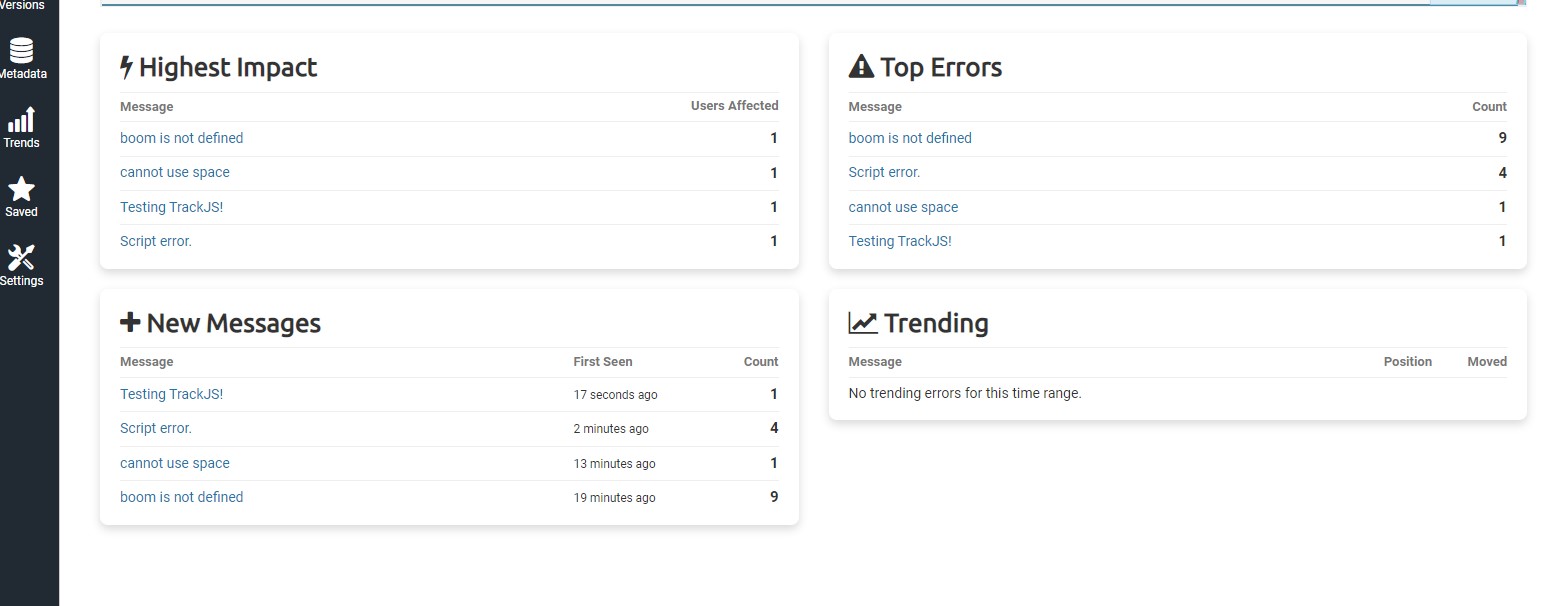 Versions
Metadata
Trends
Saved
Settings
Highest Impact
Message Users Affected
boom is not defined 1
cannot use space 1
Testing TrackJS! 1
Script error. 1
Top Errors
Message Count
boom is not defined 9
Script error. 4
cannot use space 1
Testing TrackJS! 1
New Messages
Message First Seen Count
Testing TrackJS! 17 seconds ago 1
Script error. 2 minutes ago 4
cannot use space 13 minutes ago 1
boom is not defined 19 minutes ago 9
Trending
Message Position Moved
No trending errors for this time range.